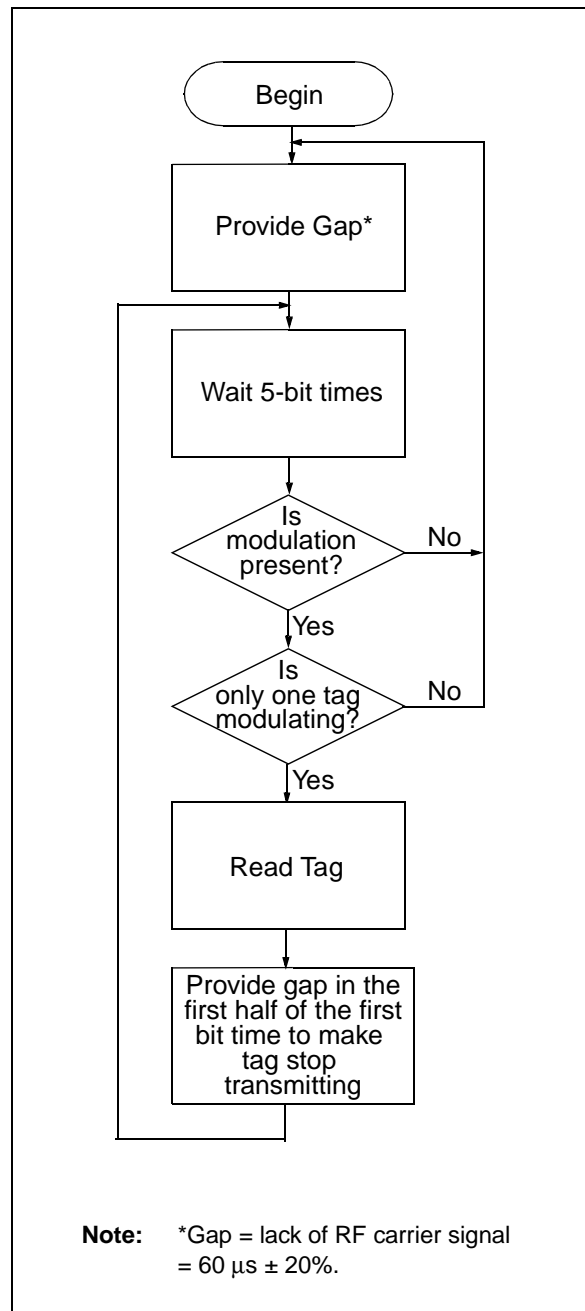 Begin
Provide Gap*
Wait 5-bit times
Is
modulation
present?
No
Yes
Is
only one tag
modulating?
No
Yes
Read Tag
Provide gap in the
first half of the first
bit time to make
tag stop
transmitting
Note: *Gap = lack of RF carrier signal
= 60 μs ± 20%.